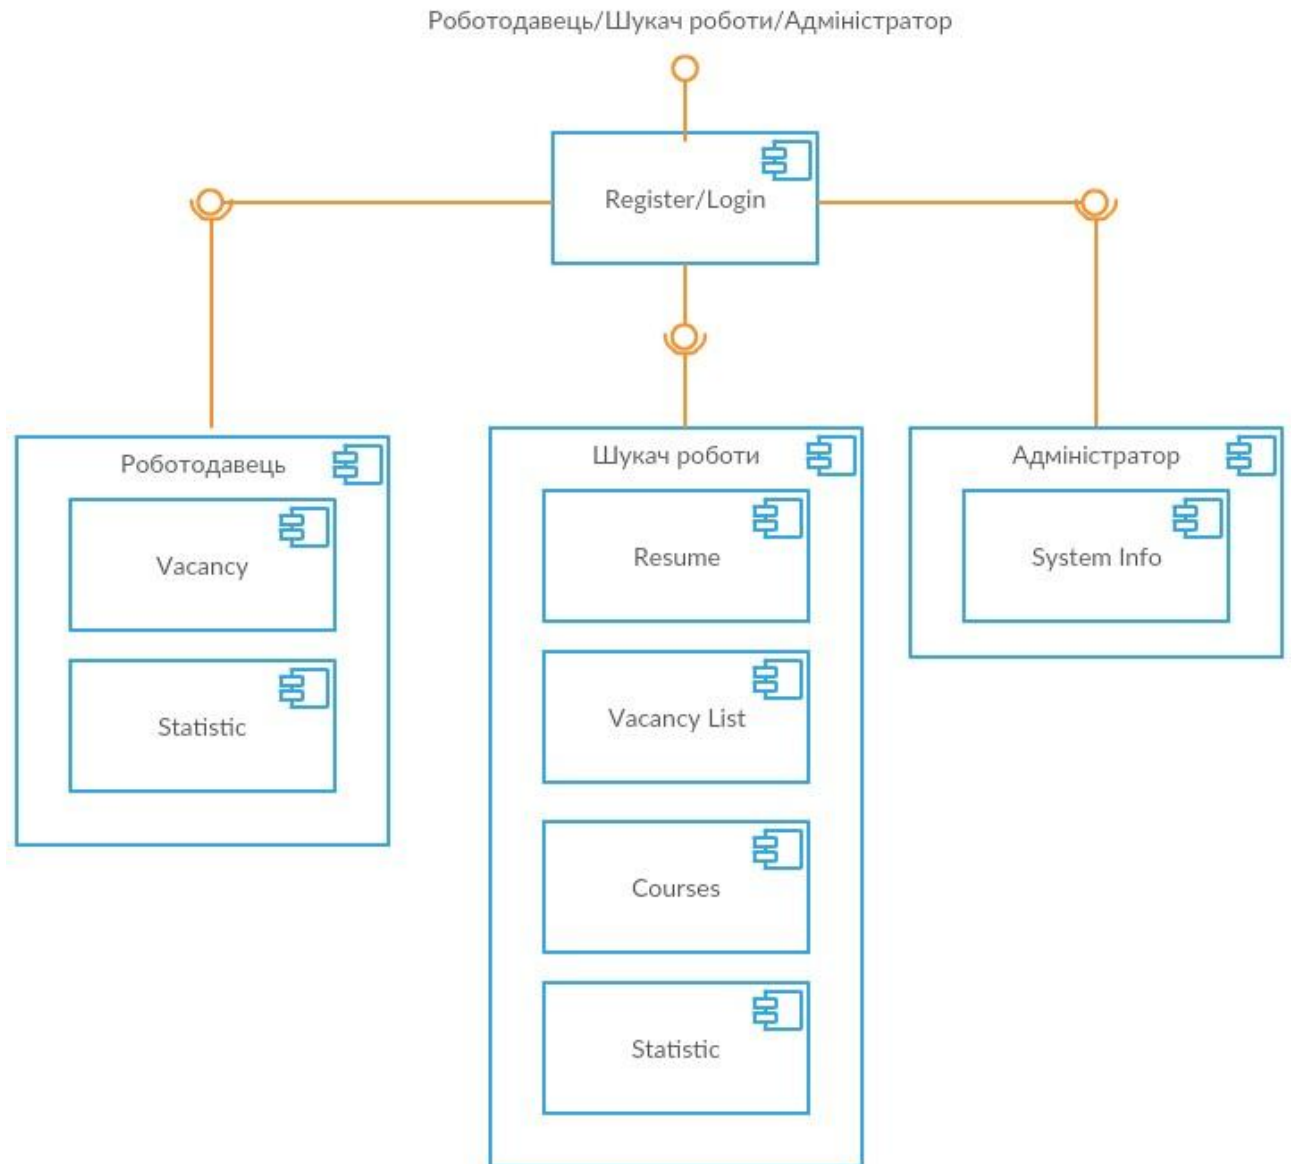 Роботодавець/Шукач роботи/Адміністратор
Register/Login
Роботодавець
Vacancy
Statistic
Шукач роботи
Resume
Vacancy List
Courses
Statistic
Адміністратор
System Info